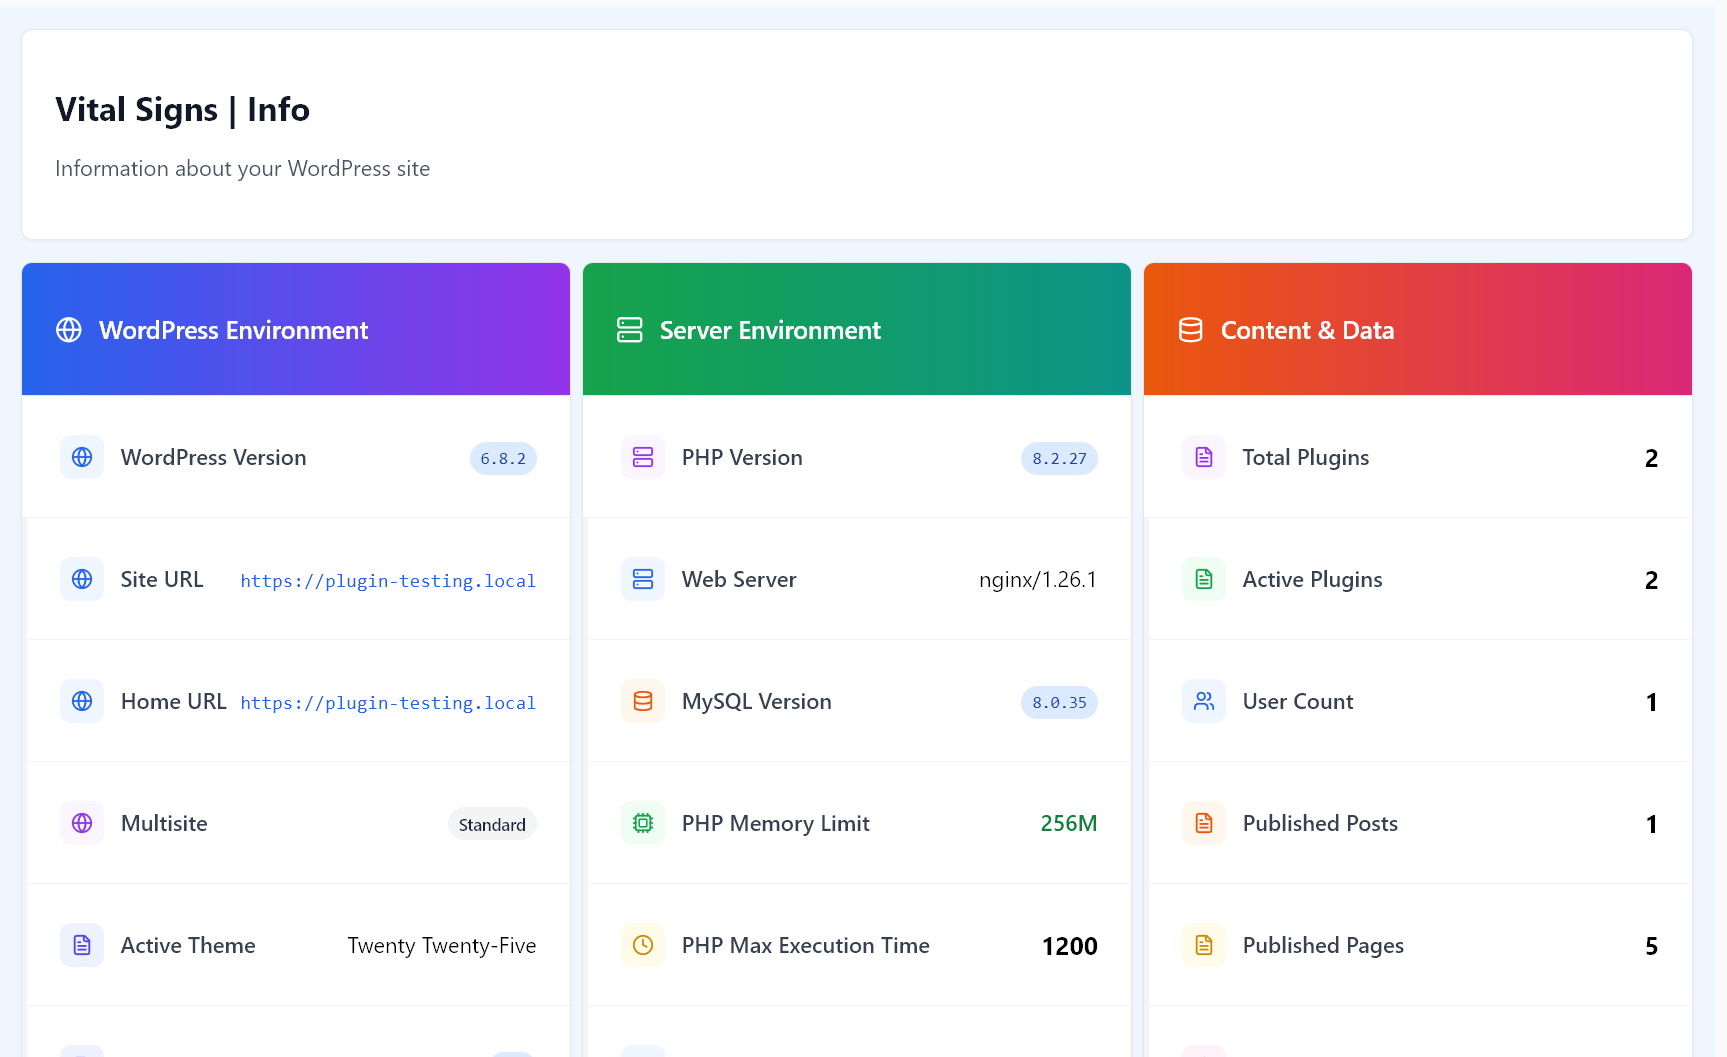 Vital Signs | Info
Information about your WordPress site
WordPress Environment
WordPress Version 6.8.2
Site URL https://plugin-testing.local
Home URL https://plugin-testing.local
Multisite Standard
Active Theme Twenty Twenty-Five
Server Environment
PHP Version 8.2.27
Web Server nginx/1.26.1
MySQL Version 8.0.35
PHP Memory Limit 256M
PHP Max Execution Time 1200
Content & Data
Total Plugins 2
Active Plugins 2
User Count 1
Published Posts 1
Published Pages 5